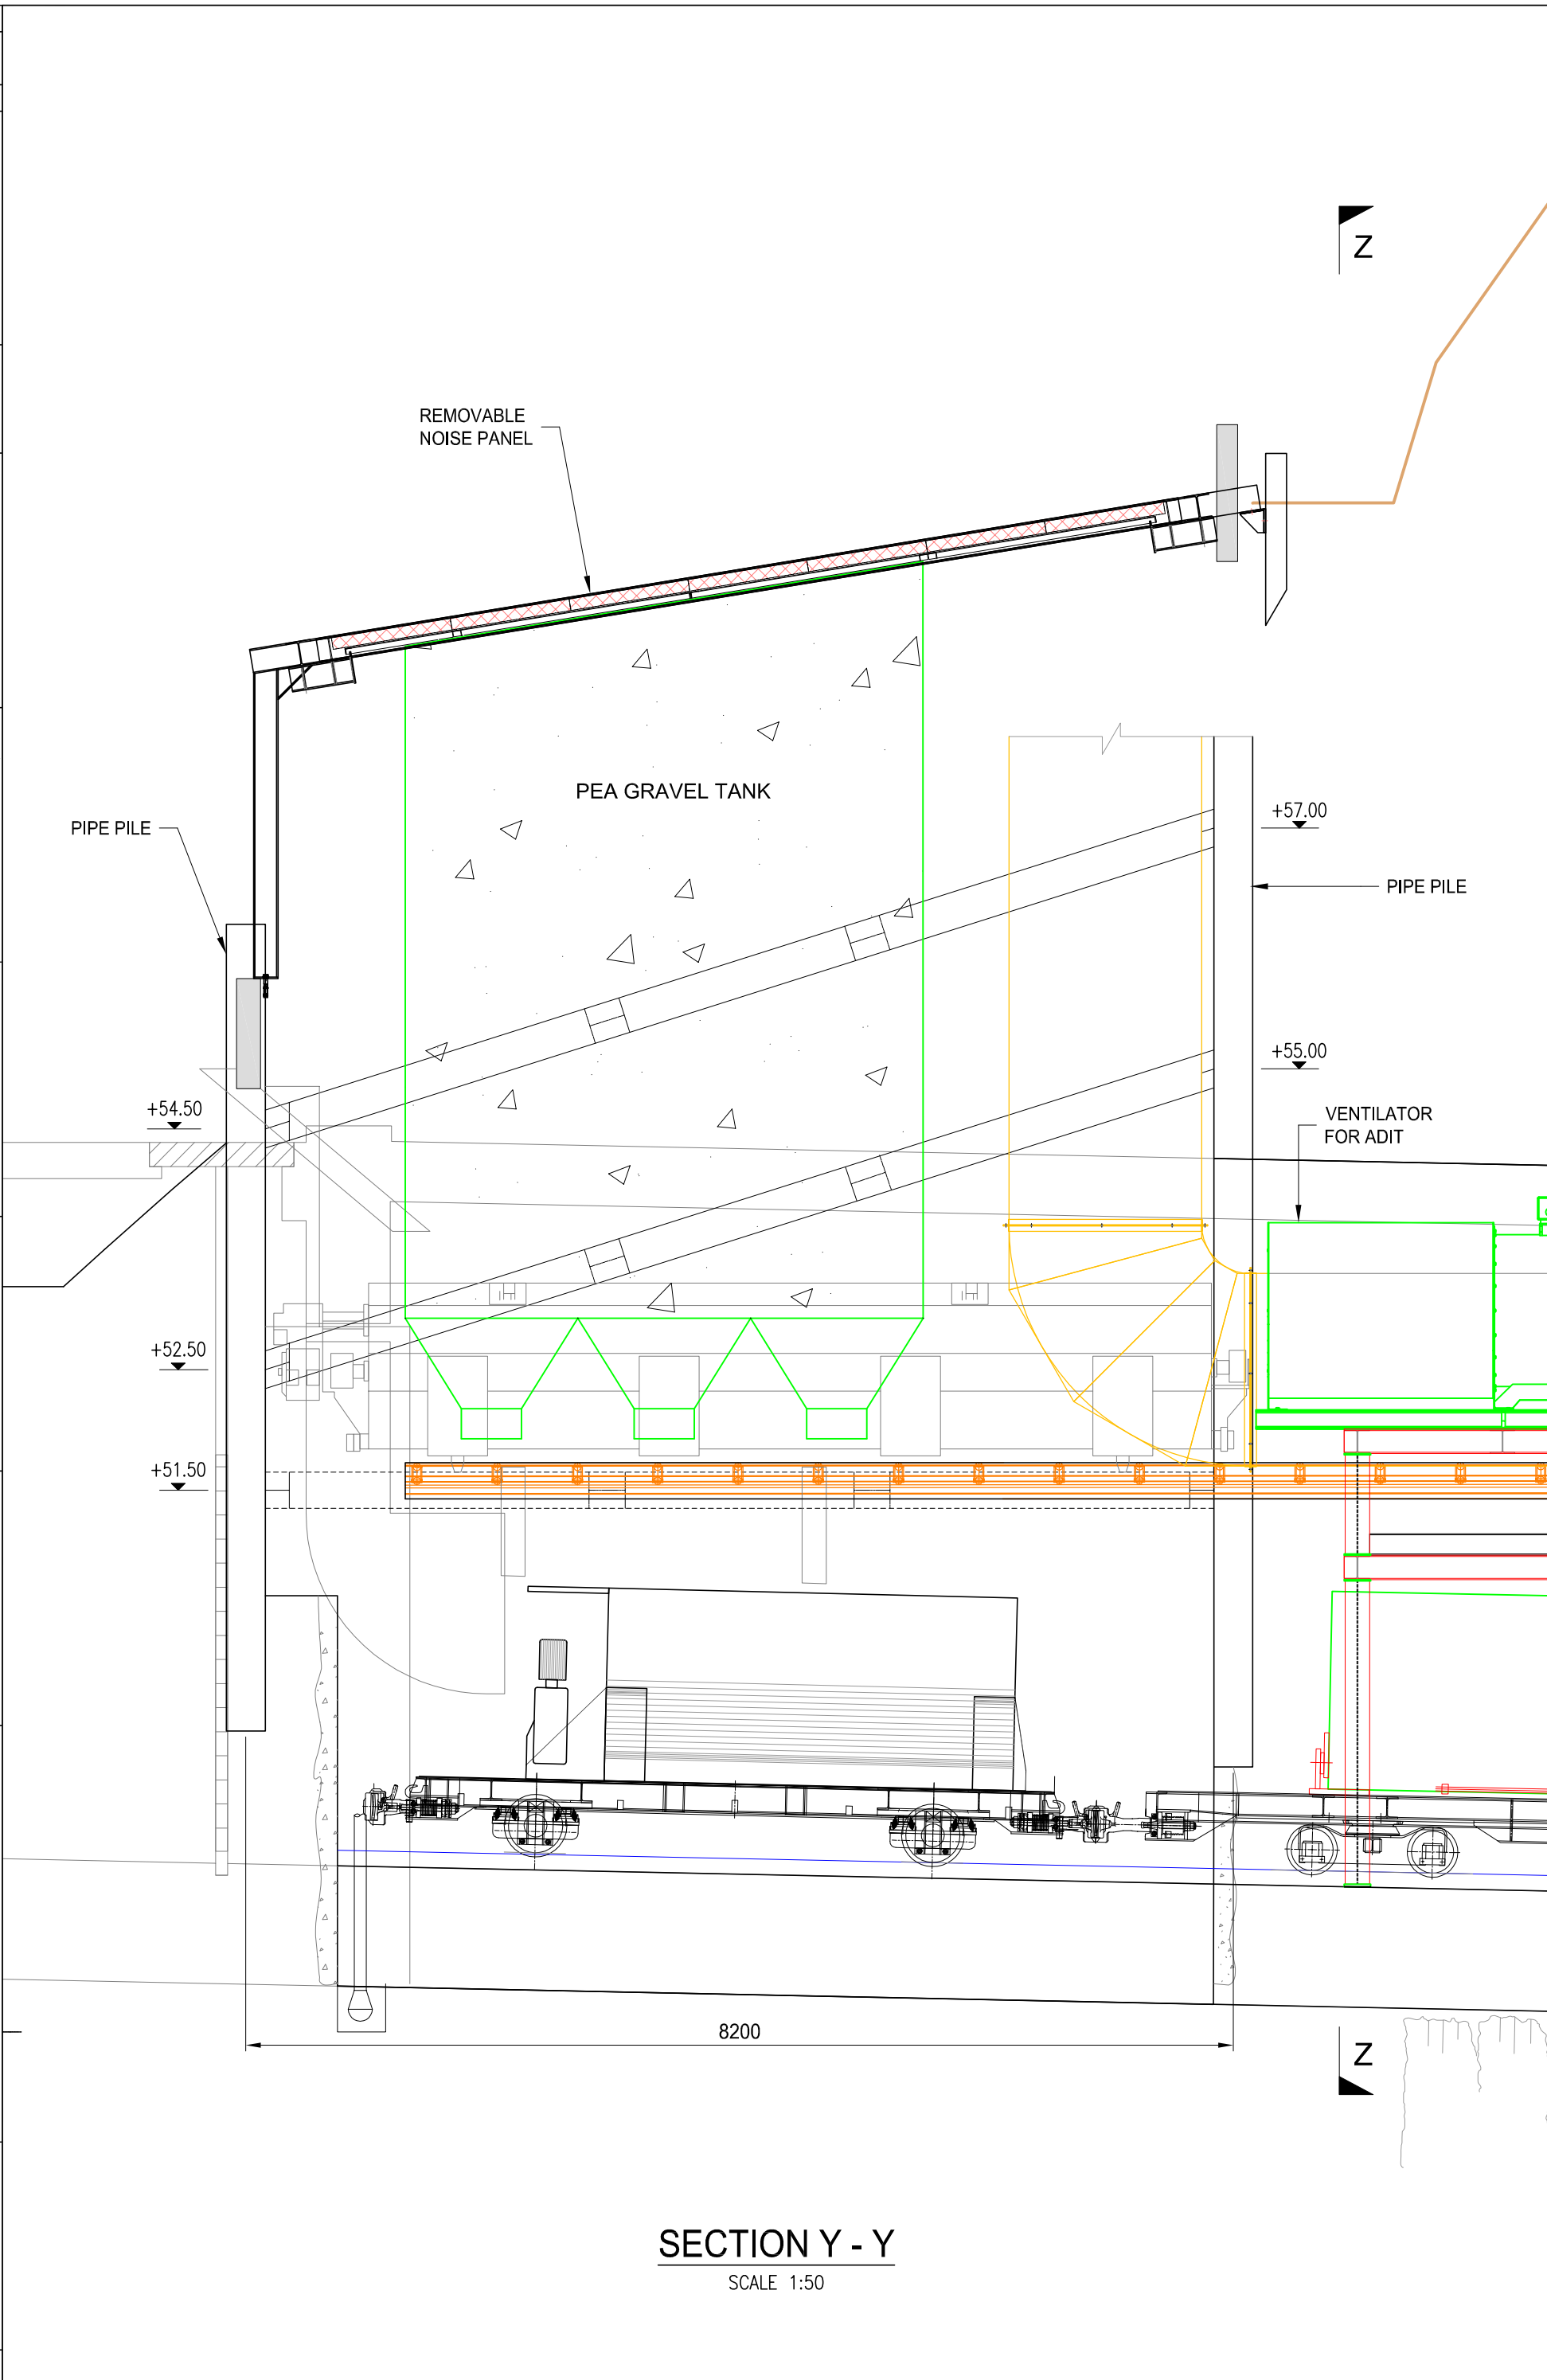 Z
REMOVABLE
NOISE PANEL
PEA GRAVEL TANK
+57.00
PIPE PILE
PIPE PILE
+55.00
+54.50
VENTILATOR
FOR ADIT
+52.50
+51.50
8200
Z
SECTION Y - Y
SCALE 1:50